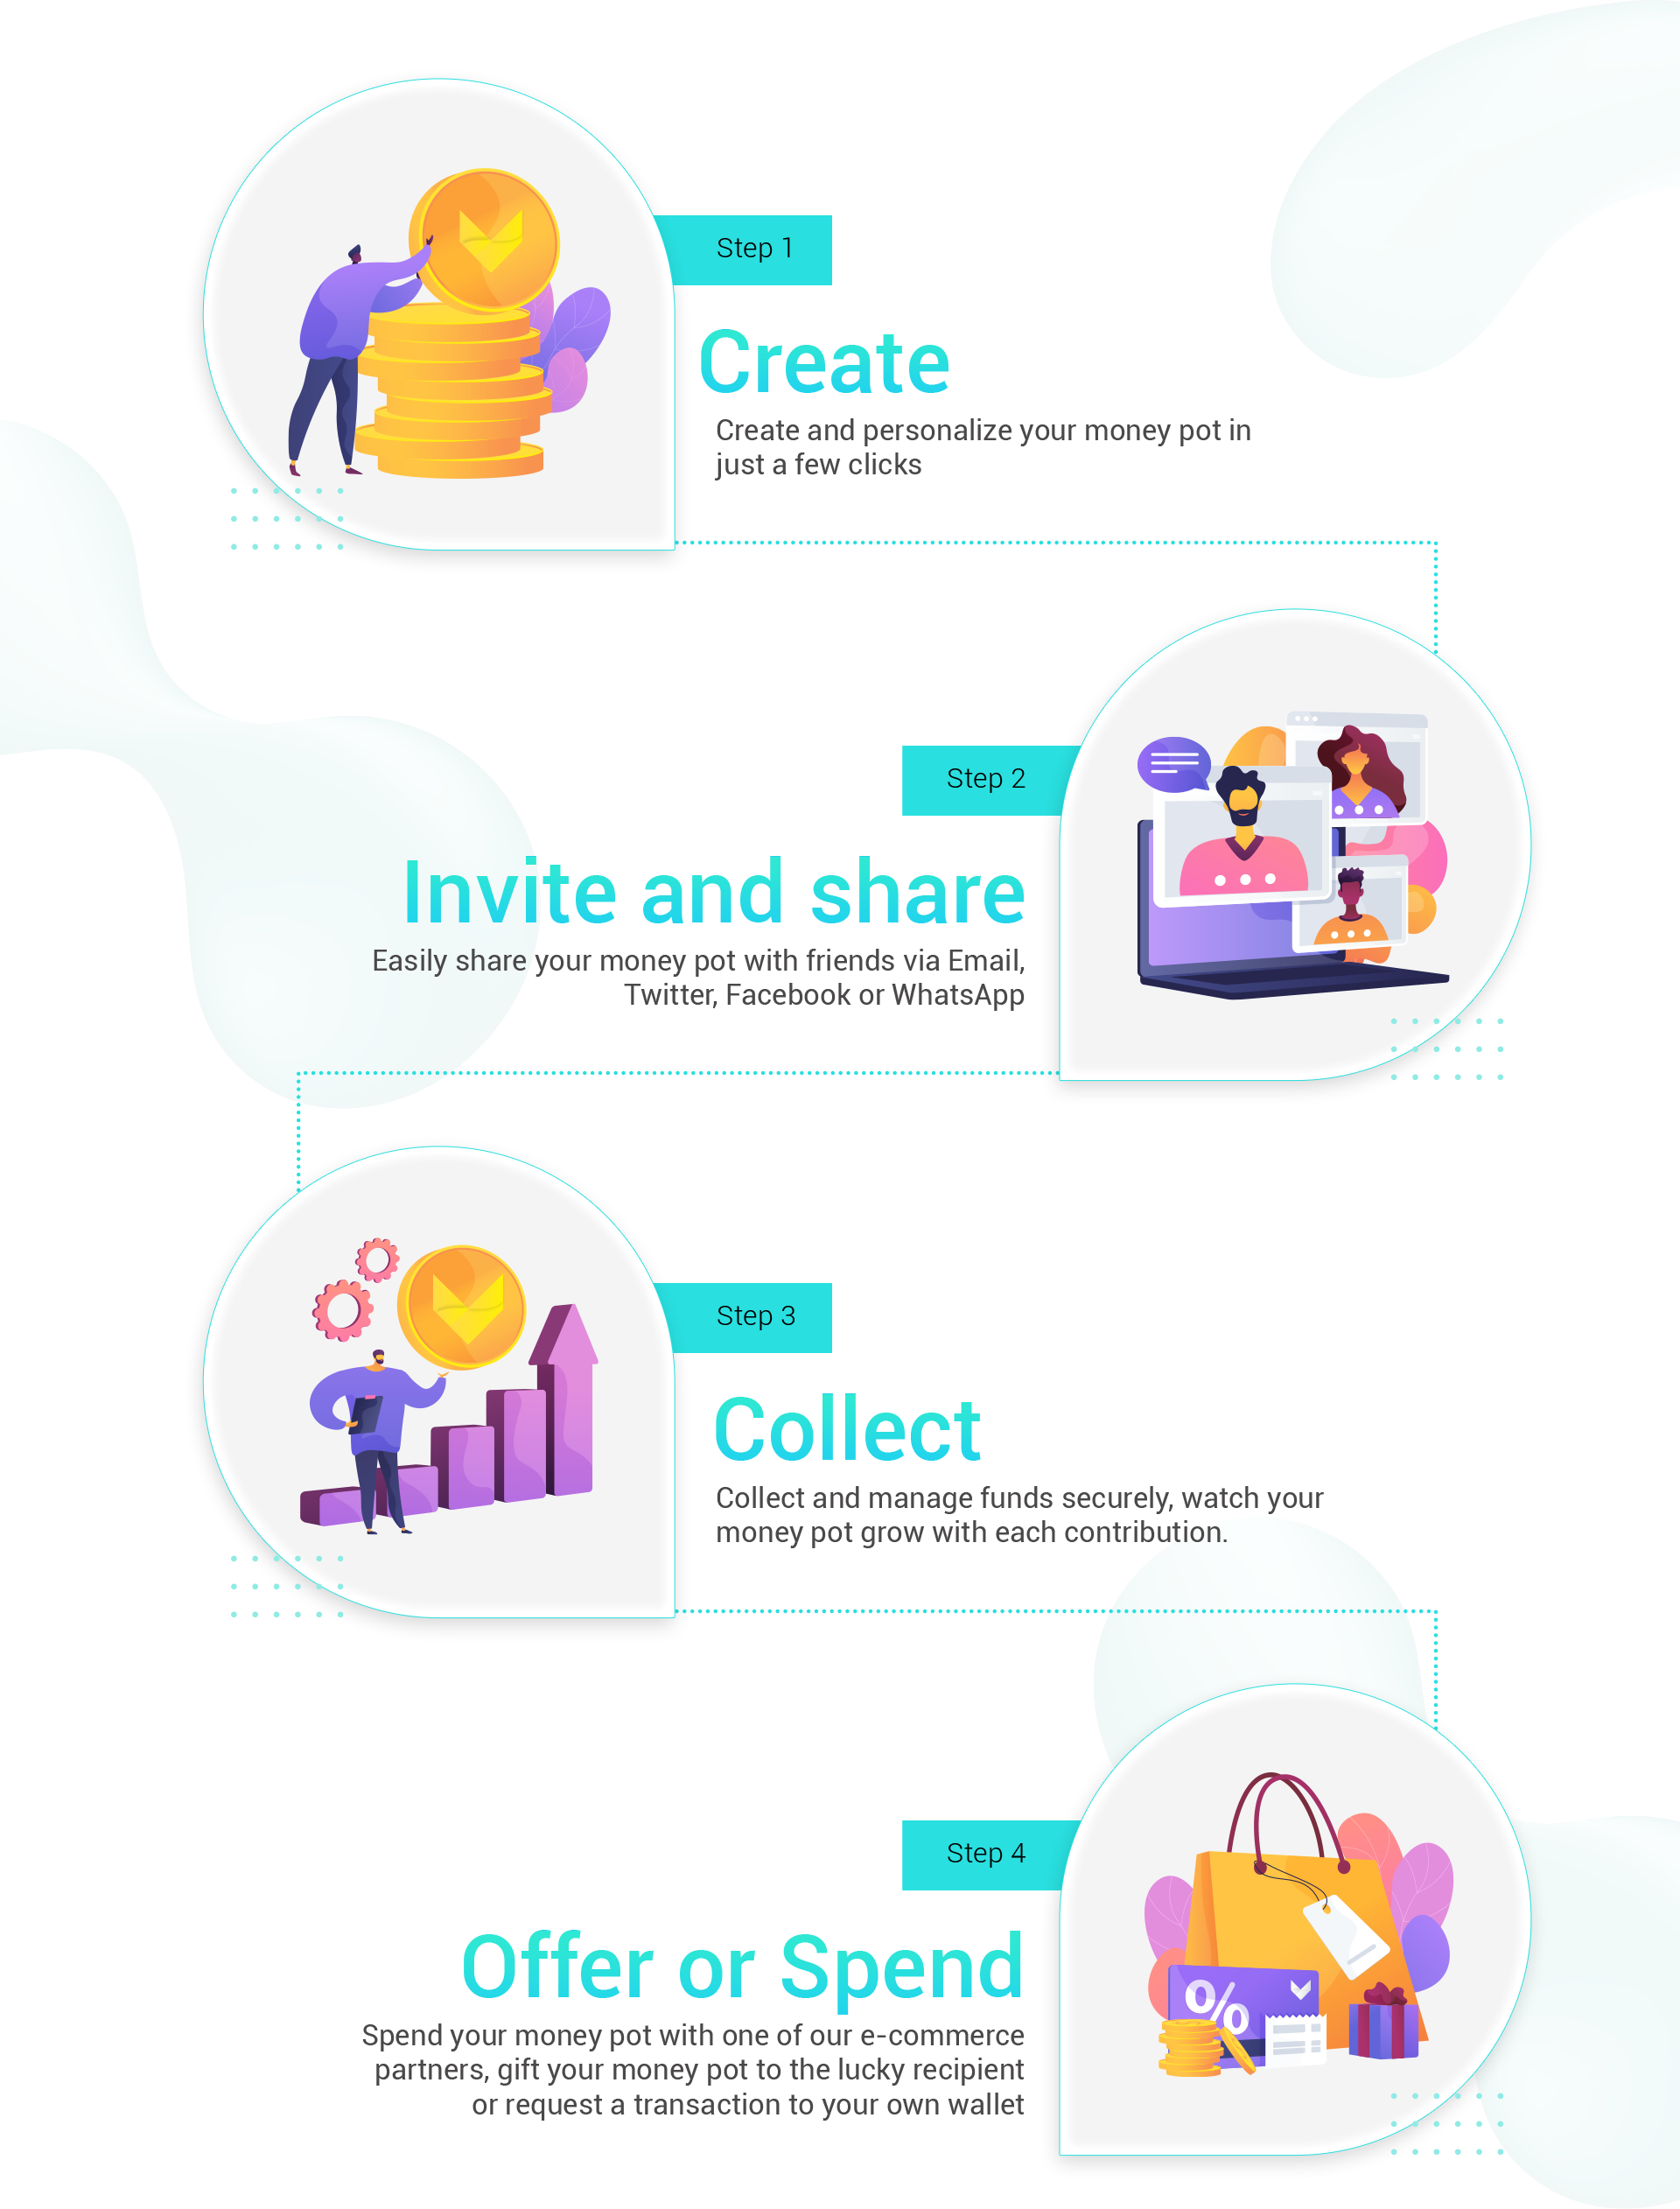 Step 1
Create
Create and personalize your money pot in
just a few clicks
Step 2
Invite and share
Easily share your money pot with friends via Email,
Twitter, Facebook or WhatsApp
Step 3
Collect
Collect and manage funds securely, watch your
money pot grow with each contribution.
Step 4
Offer or Spend
Spend your money pot with one of our e-commerce
partners, gift your money pot to the lucky recipient
or request a transaction to your own wallet
%